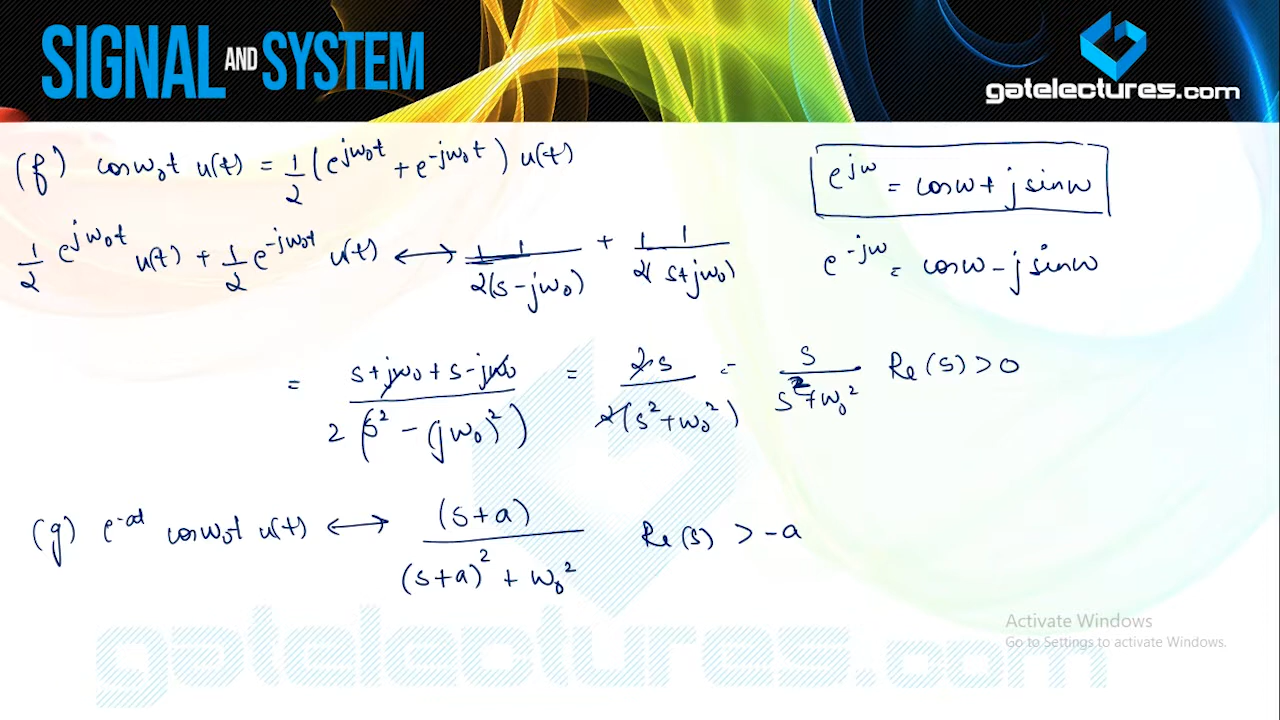 SIGNAL AND SYSTEM
gatelectures.com
(f) cosω₀t u(t) = 1/2 (e^{jω₀t} + e^{-jω₀t}) u(t)
e^{jω} = cosω + j sinω
1/2 e^{jω₀t} u(t) + 1/2 e^{-jω₀t} u(t) ⟷ 1/2 1/(s-jω₀) + 1/2 1/(s+jω₀)
e^{-jω} = cosω - j sinω
= (s+jω₀+s-jω₀)/(2(s²-(jω₀)²)) = 2s/(2(s²+ω₀²)) = s/(s²+ω₀²) Re(s) > 0
(g) e^{-at} cosω₀t u(t) ⟷ (s+a)/((s+a)²+ω₀²) Re(s) > -a
Activate Windows
Go to Settings to activate Windows.
gatelectures.com